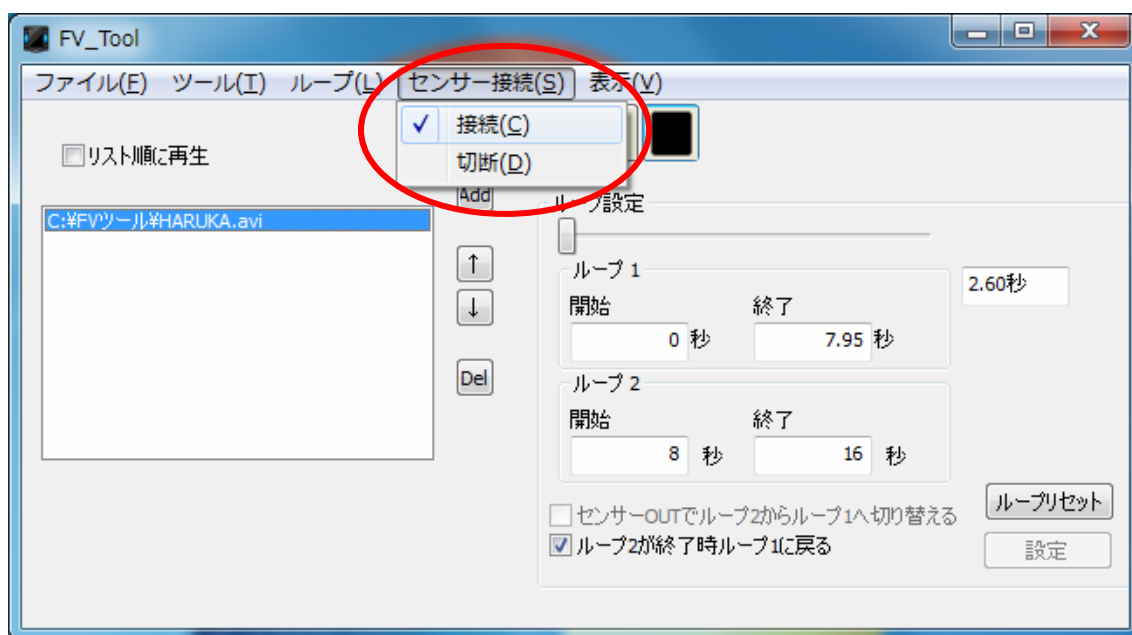 FV_Tool
ファイル(F) ツール(T) ループ(L) センサー接続(S) 表示(V)
✓ 接続(C)
切断(D)
リスト順に再生
Add
C:¥FVツール¥HARUKA.avi
↑
↓
Del
ループ設定
ループ 1
2.60秒
開始 終了
0 秒 7.95 秒
ループ 2
開始 終了
8 秒 16 秒
センサーOUTでループ2からループ1へ切り替える
ループ2が終了時ループ1に戻る
ループリセット
設定